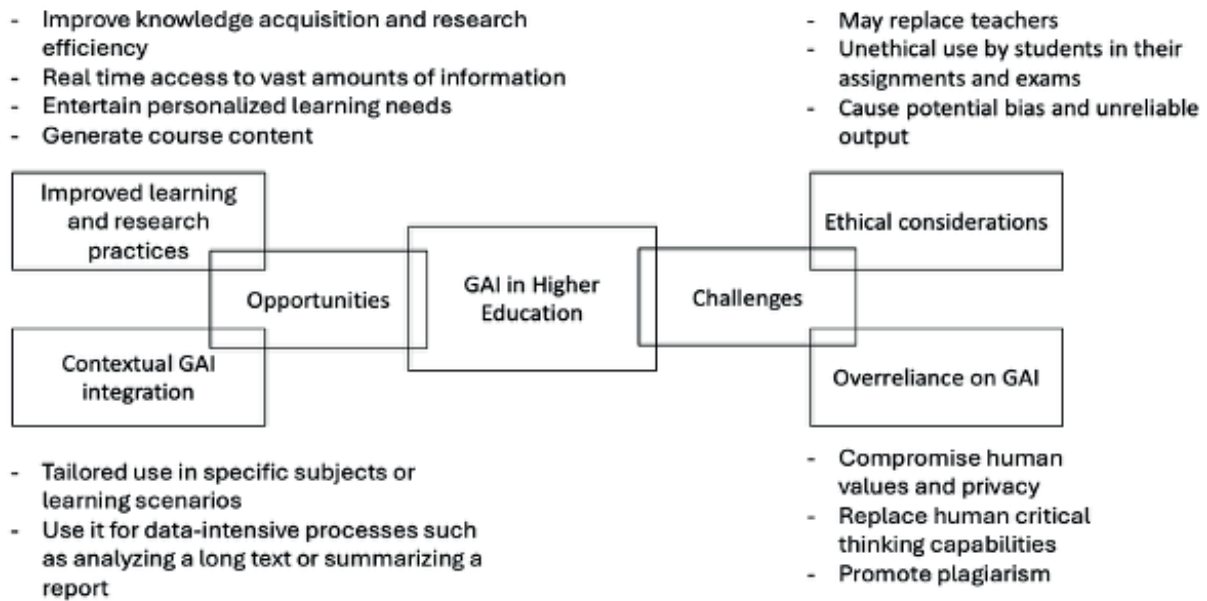 - Improve knowledge acquisition and research
efficiency
- Real time access to vast amounts of information
- Entertain personalized learning needs
- Generate course content
- May replace teachers
- Unethical use by students in their
assignments and exams
- Cause potential bias and unreliable
output
Improved learning
and research
practices
Opportunities
Contextual GAI
integration
GAI in Higher
Education
Challenges
Ethical considerations
Overreliance on GAI
- Tailored use in specific subjects or
learning scenarios
- Use it for data-intensive processes such
as analyzing a long text or summarizing a
report
- Compromise human
values and privacy
- Replace human critical
thinking capabilities
- Promote plagiarism